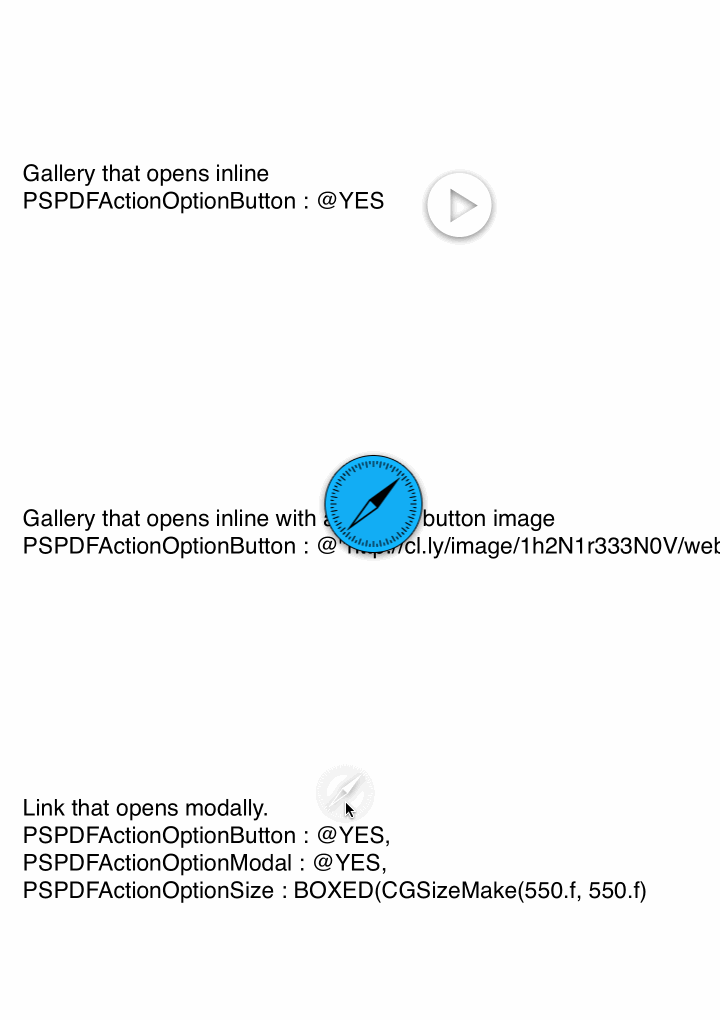 Gallery that opens inline
PSPDFActionOptionButton : @YES
Gallery that opens inline with a button image
PSPDFActionOptionButton : @"http://cl.ly/image/1h2N1r333N0V/web
Link that opens modally.
PSPDFActionOptionButton : @YES,
PSPDFActionOptionModal : @YES,
PSPDFActionOptionSize : BOXED(CGSizeMake(550.f, 550.f)